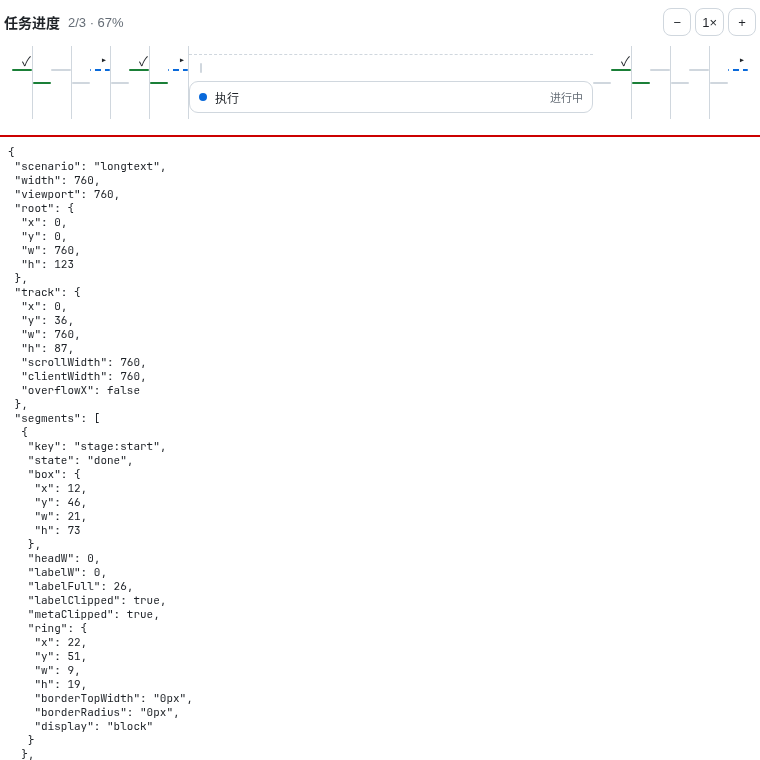 任务进度 2/3 · 67% − 1× +
✓ ▸ ✓ ▸ ✓ ▸
执行 进行中
{
"scenario": "longtext",
"width": 760,
"viewport": 760,
"root": {
"x": 0,
"y": 0,
"w": 760,
"h": 123
},
"track": {
"x": 0,
"y": 36,
"w": 760,
"h": 87,
"scrollWidth": 760,
"clientWidth": 760,
"overflowX": false
},
"segments": [
{
"key": "stage:start",
"state": "done",
"box": {
"x": 12,
"y": 46,
"w": 21,
"h": 73
},
"headW": 0,
"labelW": 0,
"labelFull": 26,
"labelClipped": true,
"metaClipped": true,
"ring": {
"x": 22,
"y": 51,
"w": 9,
"h": 19,
"borderTopWidth": "0px",
"borderRadius": "0px",
"display": "block"
}
},